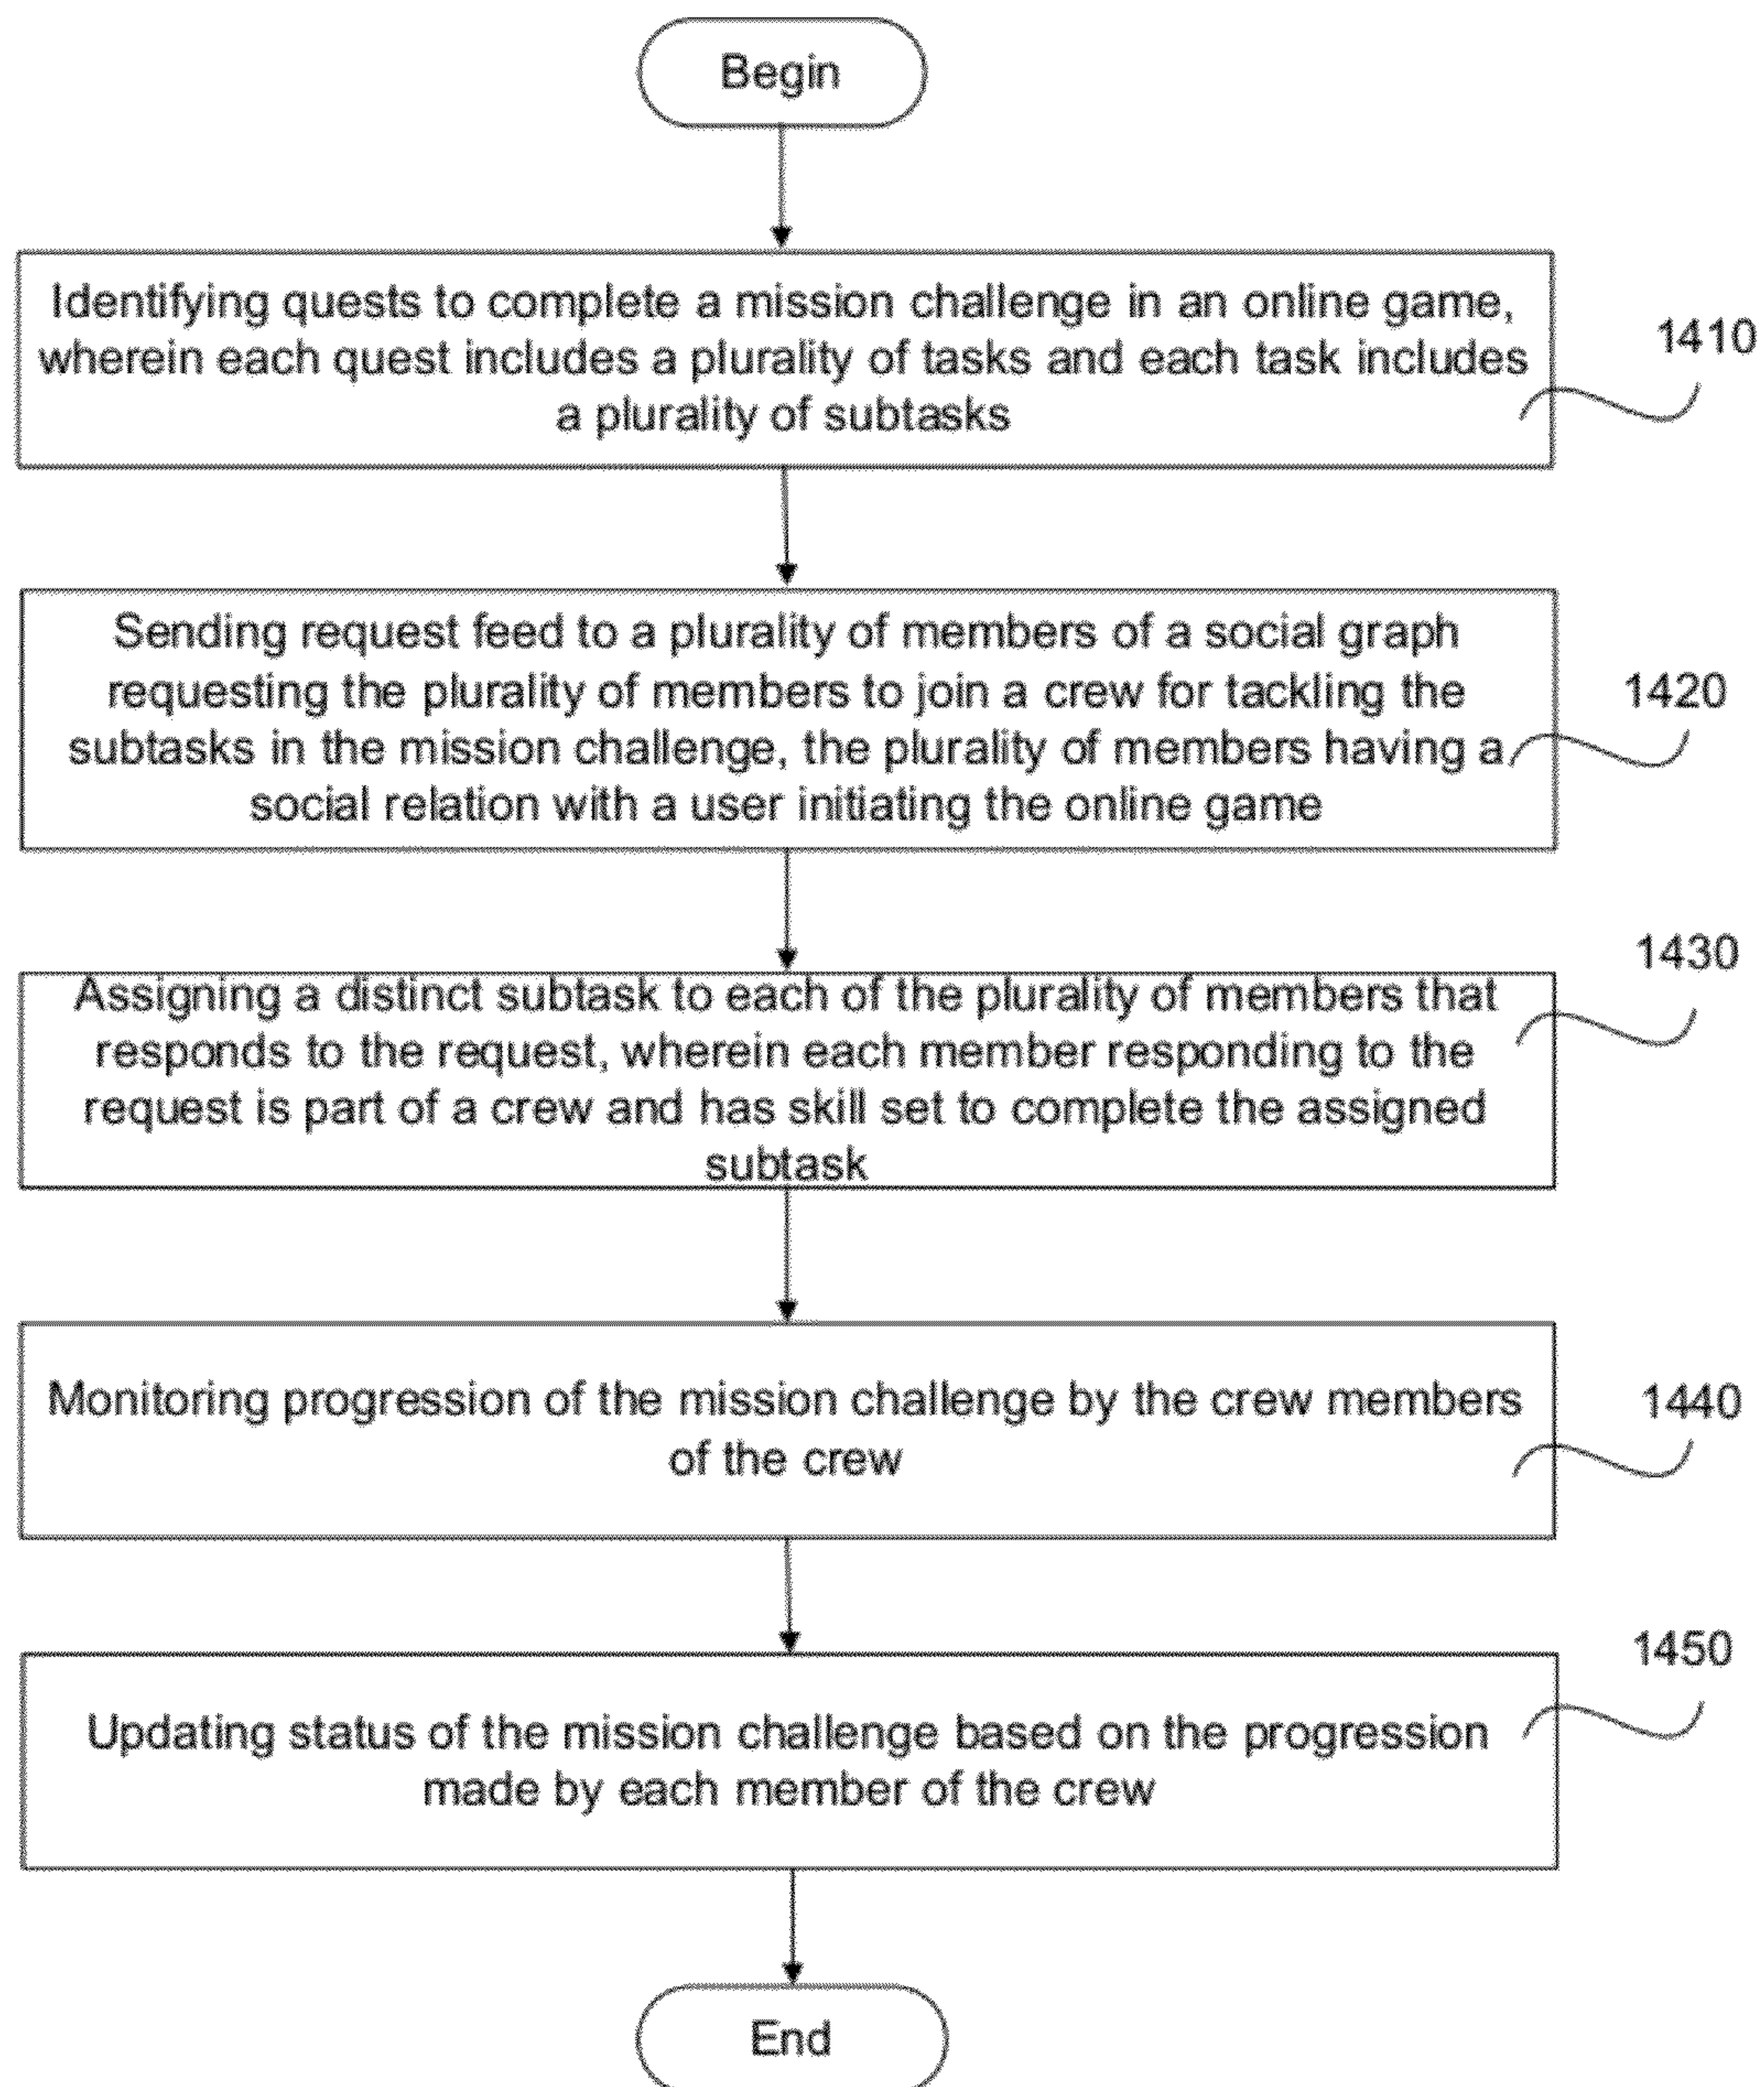 Begin
Identifying quests to complete a mission challenge in an online game,
wherein each quest includes a plurality of tasks and each task includes
a plurality of subtasks
1410
Sending request feed to a plurality of members of a social graph
requesting the plurality of members to join a crew for tackling the
subtasks in the mission challenge, the plurality of members having a
social relation with a user initiating the online game
1420
Assigning a distinct subtask to each of the plurality of members that
responds to the request, wherein each member responding to the
request is part of a crew and has skill set to complete the assigned
subtask
1430
Monitoring progression of the mission challenge by the crew members
of the crew
1440
Updating status of the mission challenge based on the progression
made by each member of the crew
1450
End